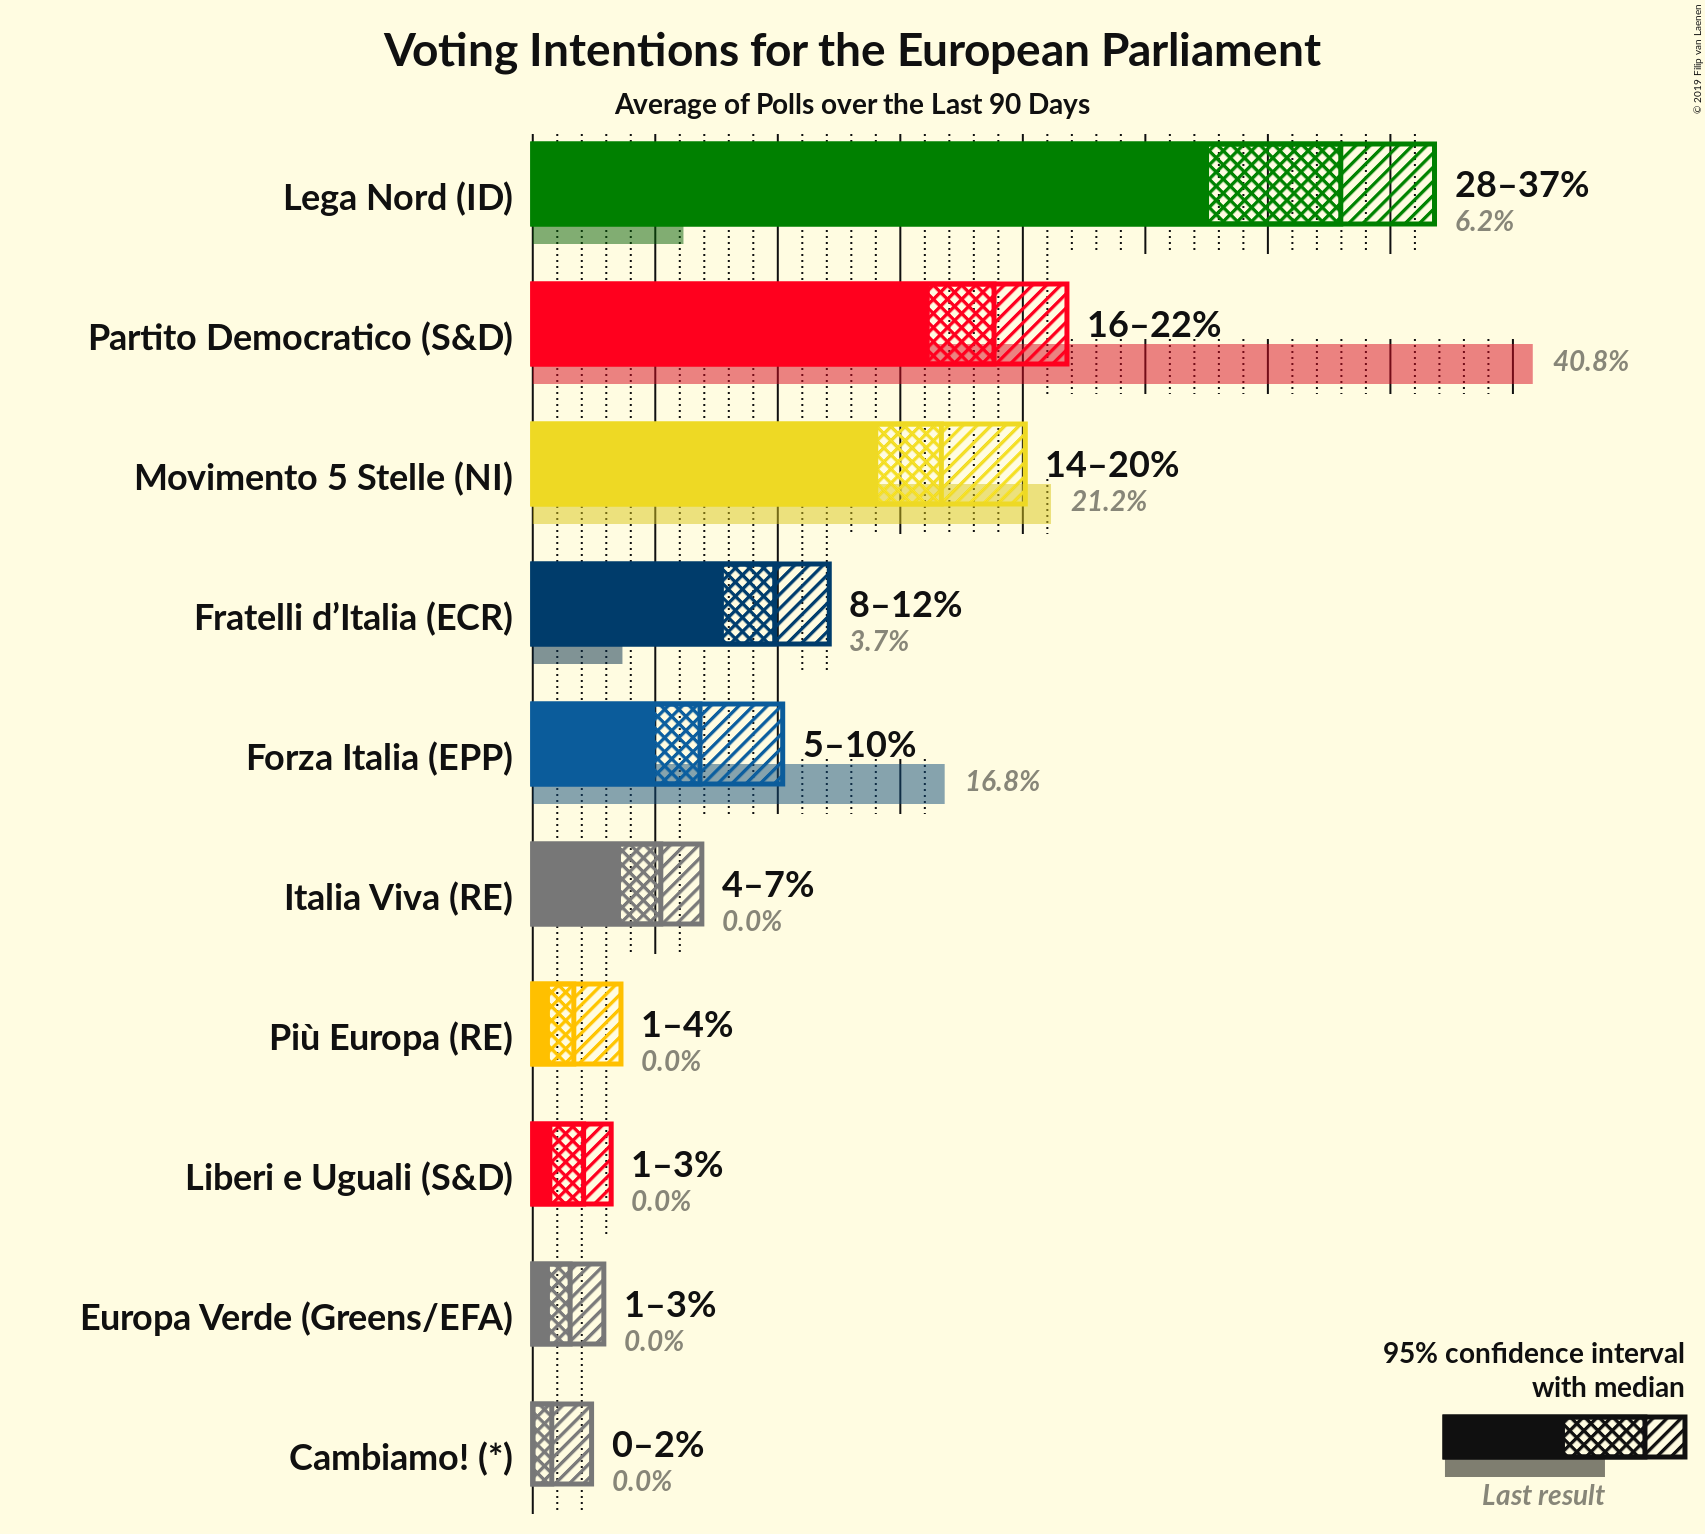 Voting Intentions for the European Parliament
Average of Polls over the Last 90 Days
© 2019 Filip van Laenen
Lega Nord (ID)
28–37%
6.2%
Partito Democratico (S&D)
16–22%
40.8%
Movimento 5 Stelle (NI)
14–20%
21.2%
Fratelli d’Italia (ECR)
8–12%
3.7%
Forza Italia (EPP)
5–10%
16.8%
Italia Viva (RE)
4–7%
0.0%
Più Europa (RE)
1–4%
0.0%
Liberi e Uguali (S&D)
1–3%
0.0%
Europa Verde (Greens/EFA)
1–3%
0.0%
Cambiamo! (*)
0–2%
0.0%
95% confidence interval
with median
Last result